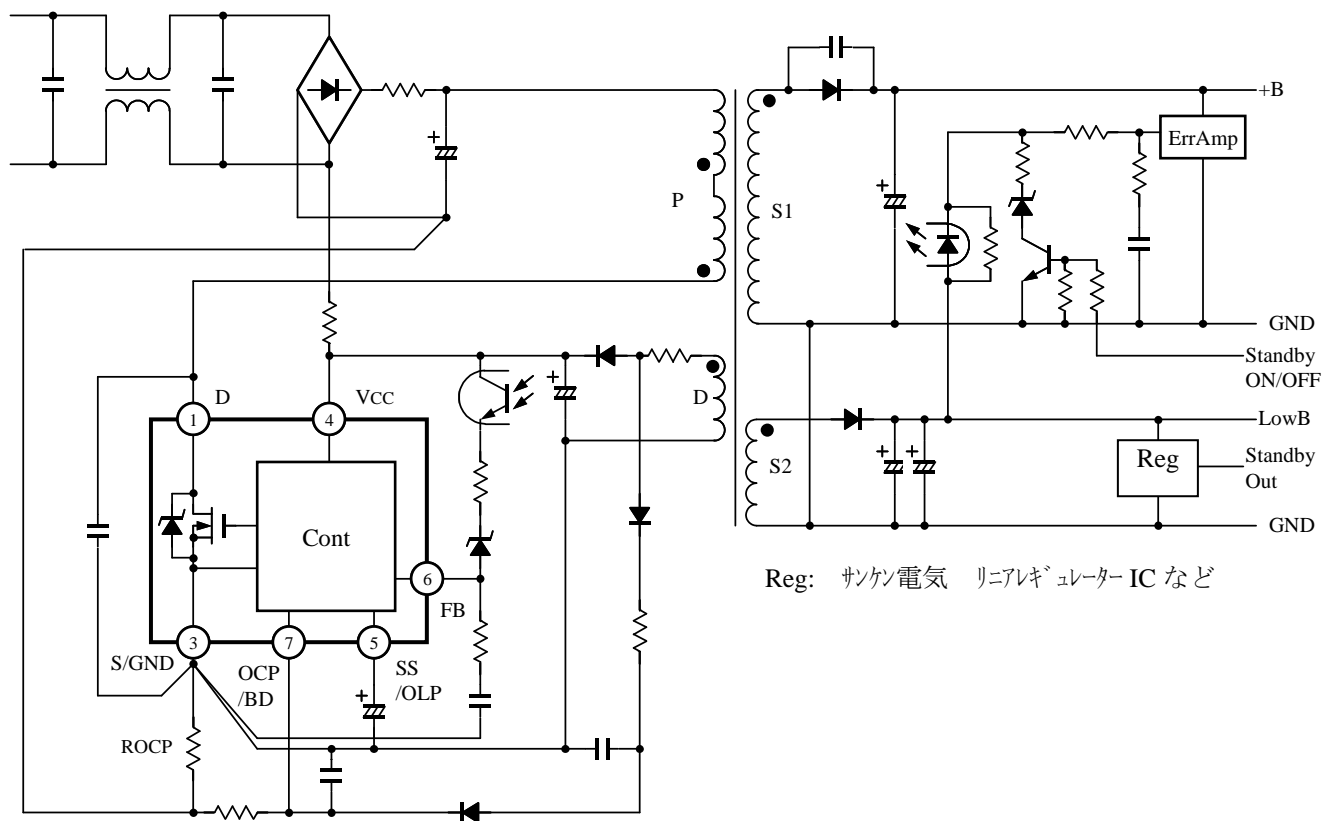 +B
ErrAmp
P
S1
GND
Standby
ON/OFF
D
VCC
D
1
4
LowB
S2
Reg
Standby
Out
Cont
GND
6
FB
Reg: サンケン電気 リニアレギュレーター IC など
3
7
5
S/GND
OCP
/BD
SS
/OLP
ROCP